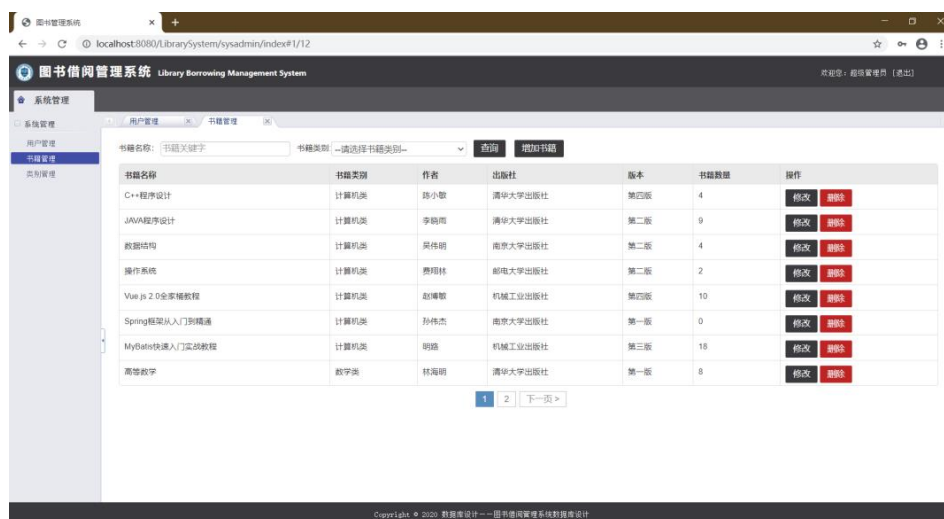 图书管理系统
localhost:8080/LibrarySystem/sysadmin/index#1/12
图书借阅管理系统 Library Borrowing Management System
欢迎您：超级管理员 [退出]
系统管理
系统管理
用户管理 书籍管理
用户管理
书籍管理
类别管理
书籍名称： 书籍关键字 书籍类别 --请选择书籍类别-- 查询 增加书籍
书籍名称 书籍类别 作者 出版社 版本 书籍数量 操作
C++程序设计 计算机类 陈小敏 清华大学出版社 第四版 4 修改 删除
JAVA程序设计 计算机类 李晓雨 清华大学出版社 第二版 9 修改 删除
数据结构 计算机类 吴伟明 南京大学出版社 第二版 4 修改 删除
操作系统 计算机类 费翔林 邮电大学出版社 第二版 2 修改 删除
Vue.js 2.0全家桶教程 计算机类 赵博敏 机械工业出版社 第四版 10 修改 删除
Spring框架从入门到精通 计算机类 孙伟杰 南京大学出版社 第一版 0 修改 删除
MyBatis快速入门实战教程 计算机类 明路 机械工业出版社 第三版 18 修改 删除
高等数学 数学类 林海明 清华大学出版社 第一版 8 修改 删除
1 2 下一页 >
Copyright © 2020 数据库设计——图书借阅管理系统数据库设计